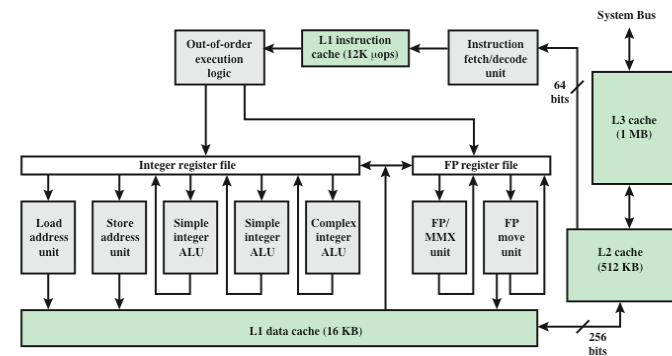 System Bus
Out-of-order
execution
logic
L1 instruction
cache (12K μops)
Instruction
fetch/decode
unit
64
bits
L3 cache
(1 MB)
Integer register file
FP register file
Load
address
unit
Store
address
unit
Simple
integer
ALU
Simple
integer
ALU
Complex
integer
ALU
FP/
MMX
unit
FP
move
unit
L2 cache
(512 KB)
L1 data cache (16 KB)
256
bits